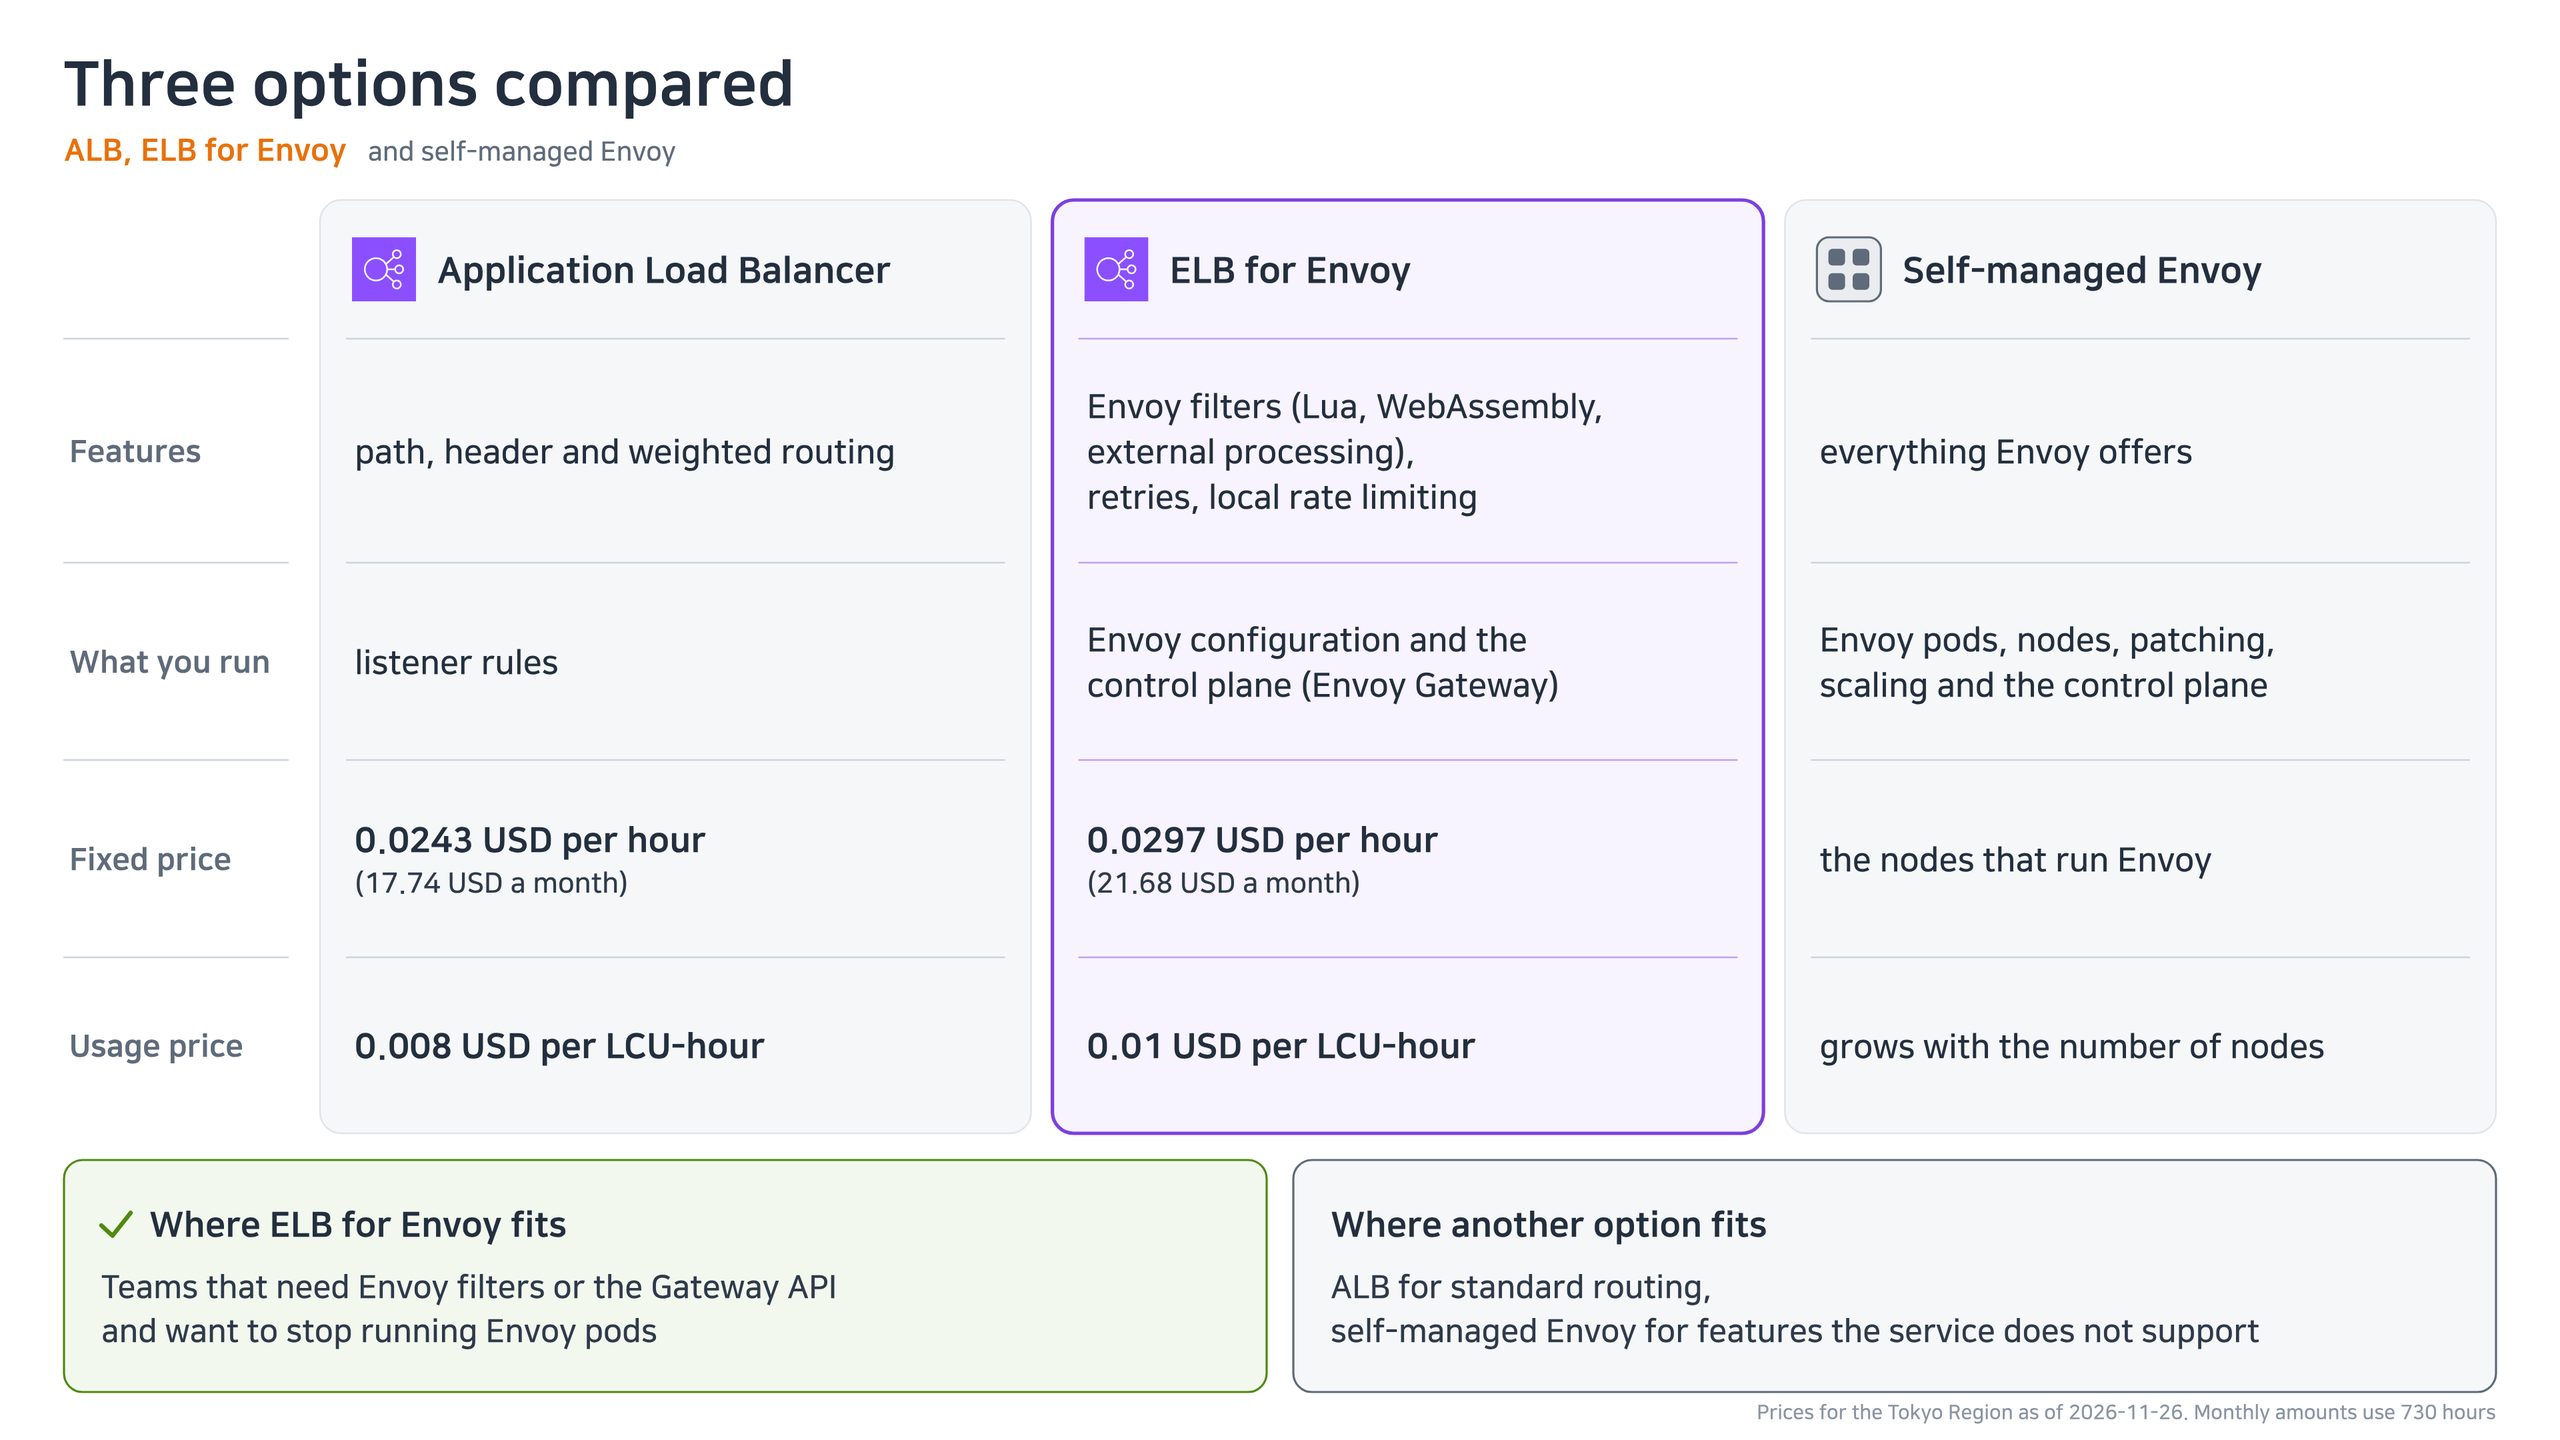 Three options compared
ALB, ELB for Envoy and self-managed Envoy
Application Load Balancer
ELB for Envoy
Self-managed Envoy
Features
path, header and weighted routing
Envoy filters (Lua, WebAssembly,
external processing),
retries, local rate limiting
everything Envoy offers
What you run
listener rules
Envoy configuration and the
control plane (Envoy Gateway)
Envoy pods, nodes, patching,
scaling and the control plane
Fixed price
0.0243 USD per hour
(17.74 USD a month)
0.0297 USD per hour
(21.68 USD a month)
the nodes that run Envoy
Usage price
0.008 USD per LCU-hour
0.01 USD per LCU-hour
grows with the number of nodes
Where ELB for Envoy fits
Teams that need Envoy filters or the Gateway API
and want to stop running Envoy pods
Where another option fits
ALB for standard routing,
self-managed Envoy for features the service does not support
Prices for the Tokyo Region as of 2026-11-26. Monthly amounts use 730 hours